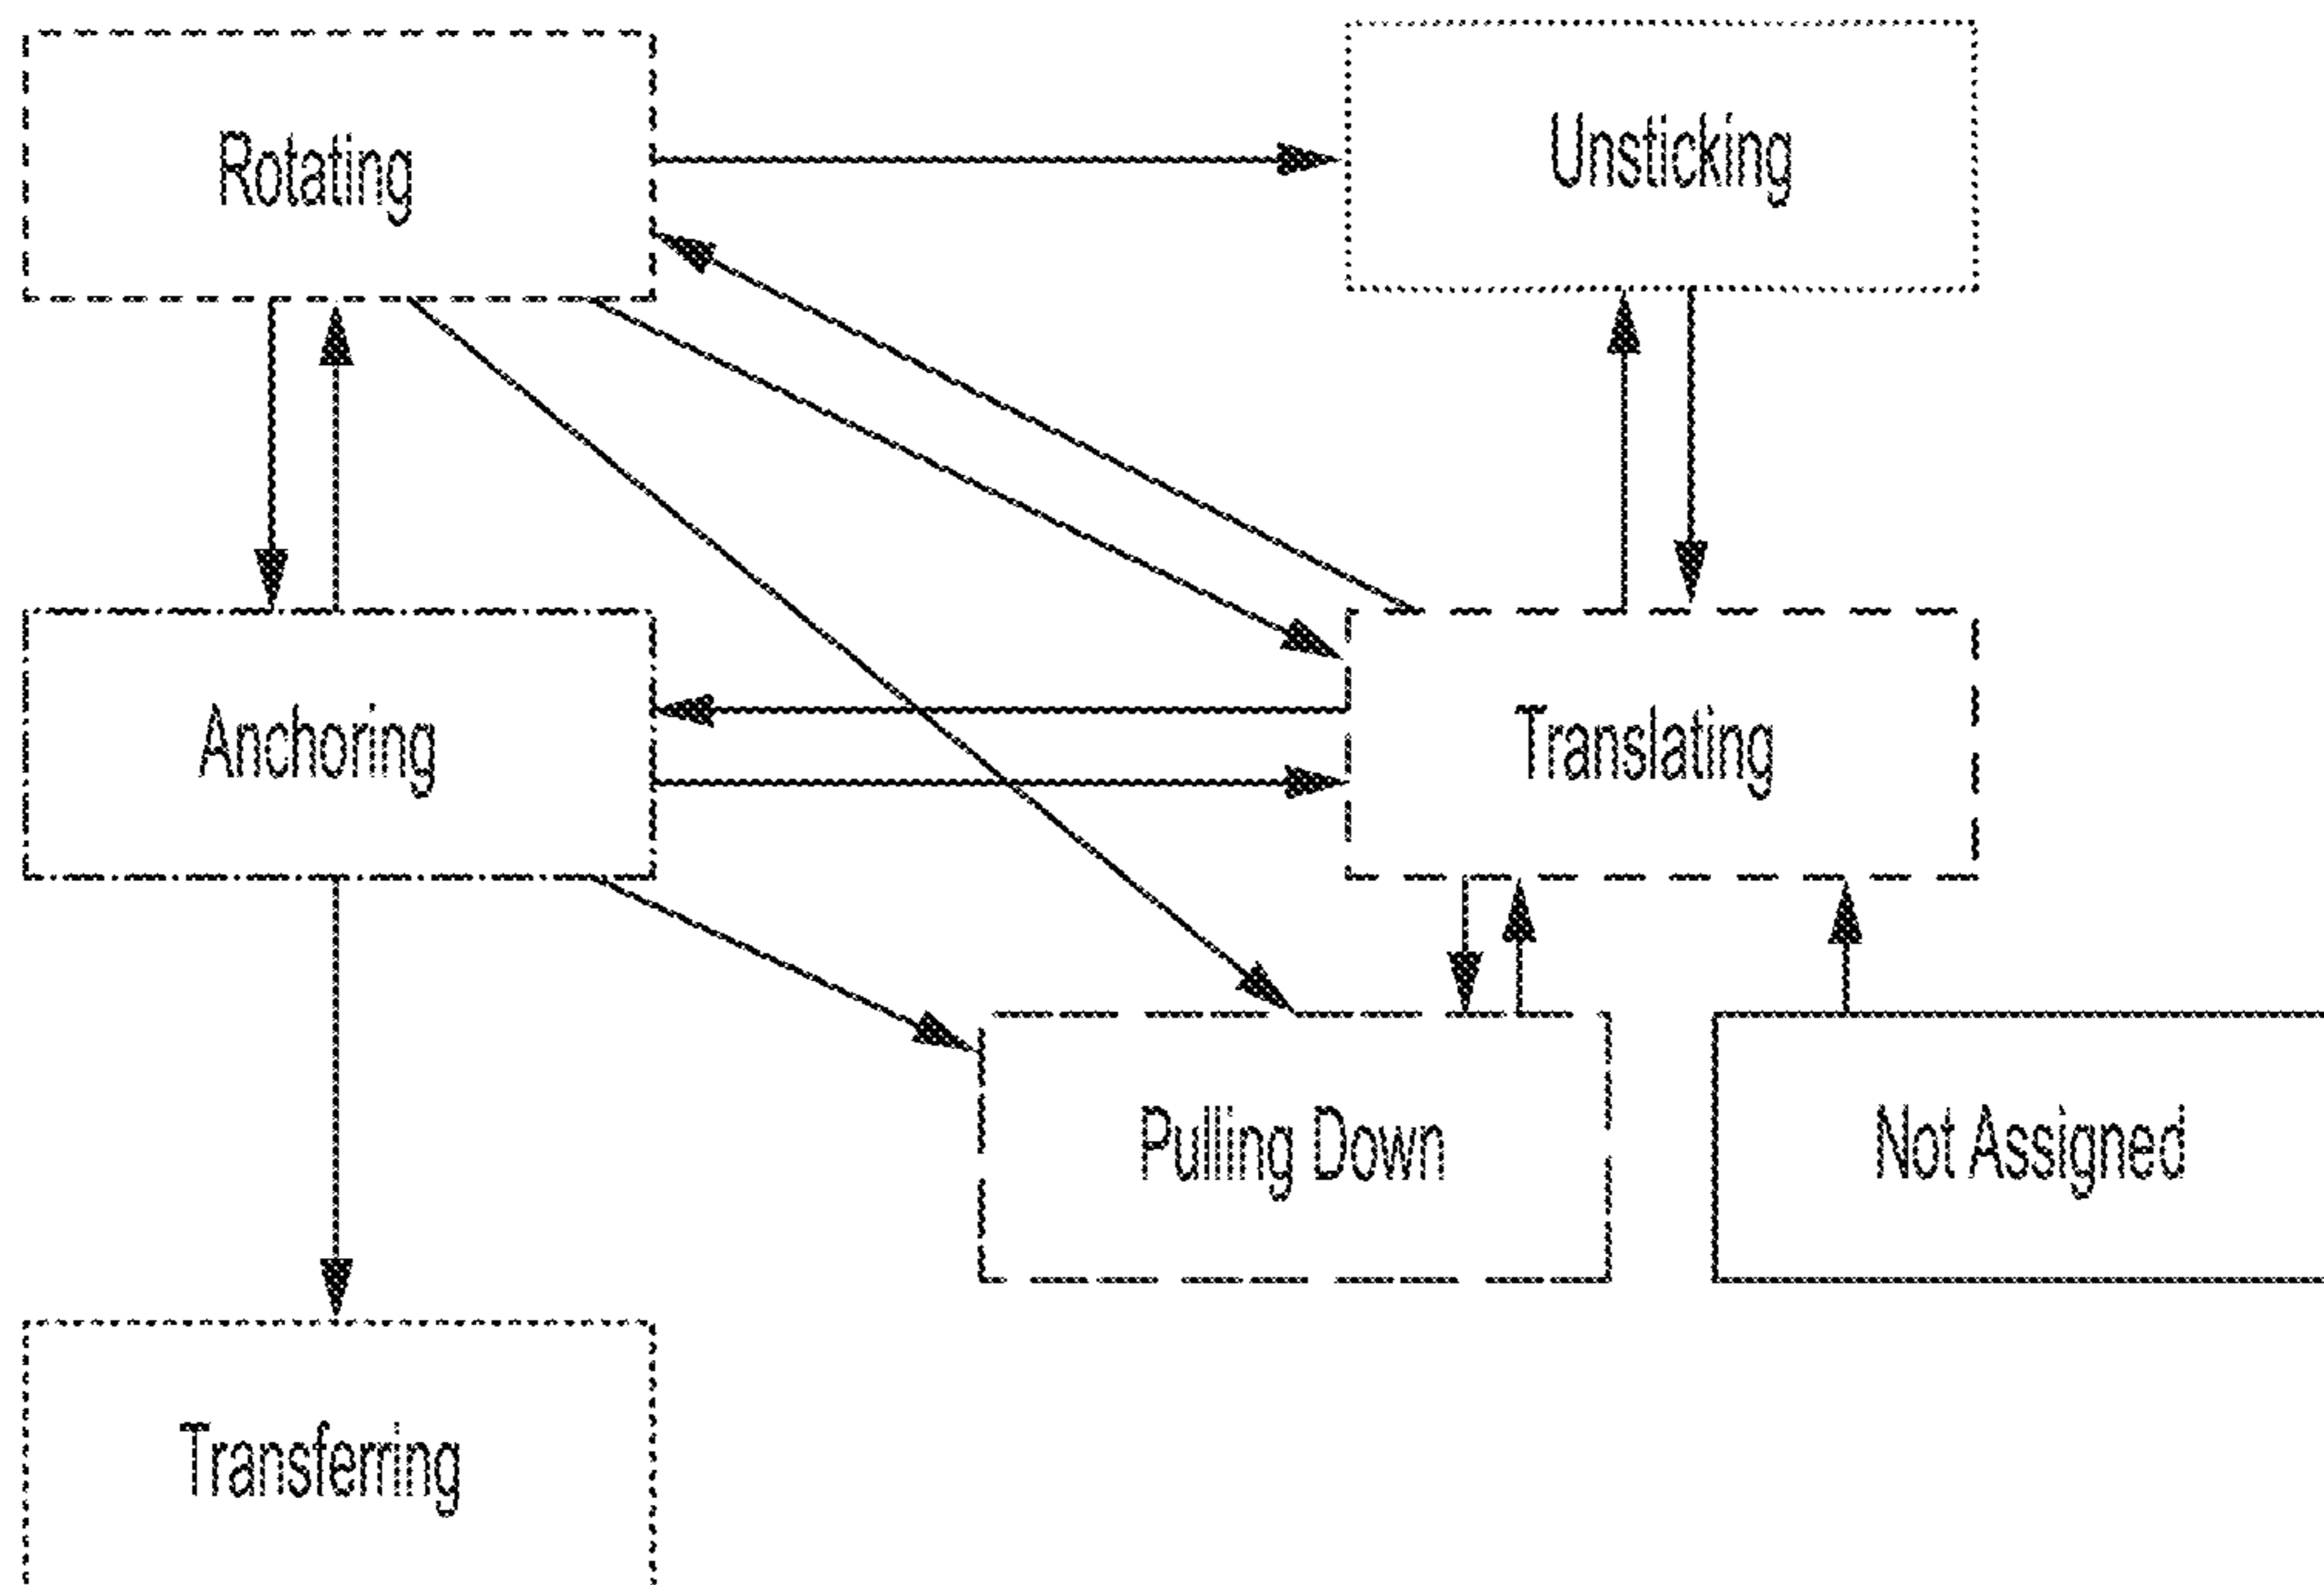 Rotating
Unsticking
Anchoring
Translating
Pulling Down
Not Assigned
Transferring